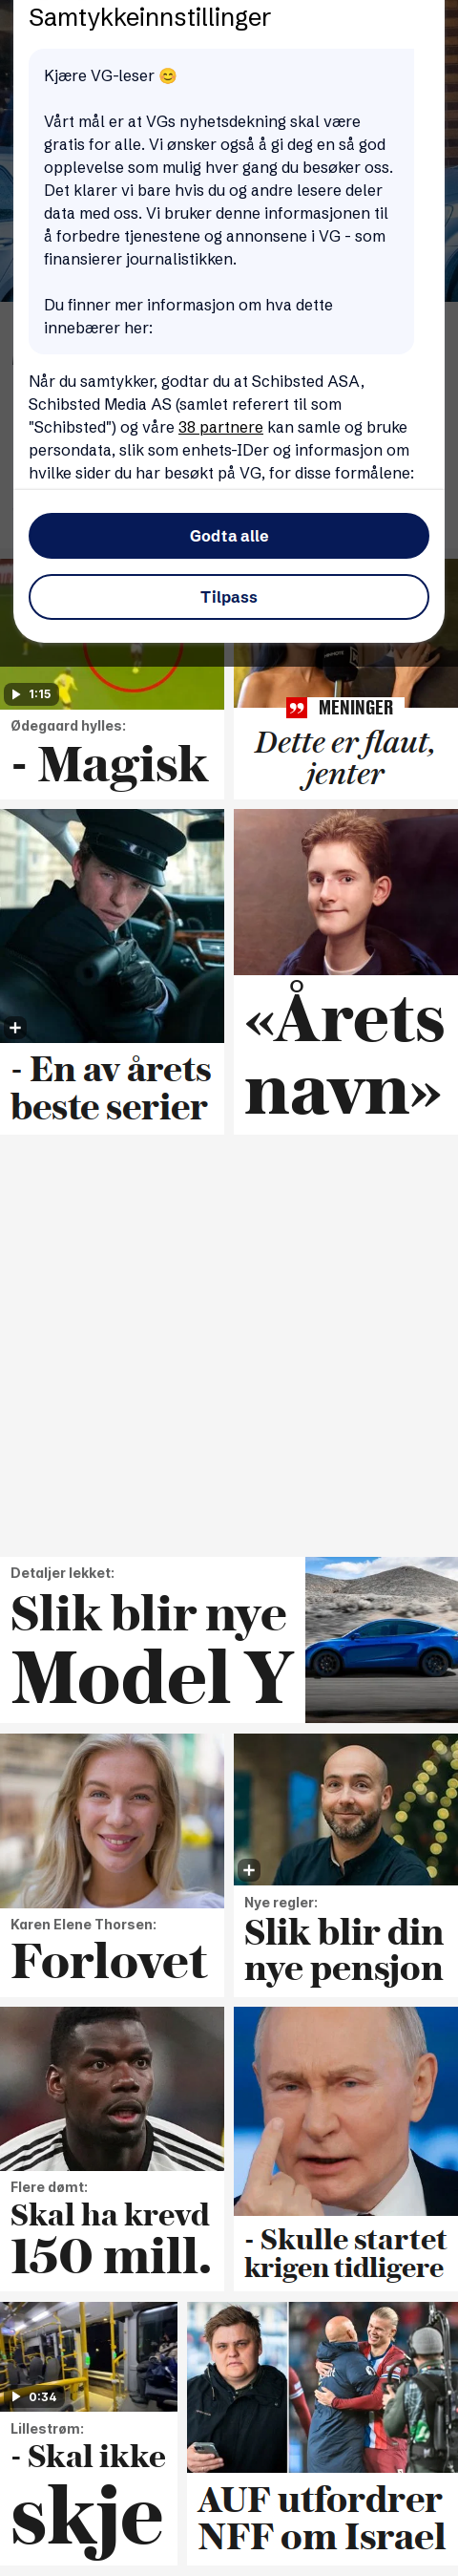 Samtykkeinnstillinger
Kjære VG-leser 😊
Vårt mål er at VGs nyhetsdekning skal være
gratis for alle. Vi ønsker også å gi deg en så god
opplevelse som mulig hver gang du besøker oss.
Det klarer vi bare hvis du og andre lesere deler
data med oss. Vi bruker denne informasjonen til
å forbedre tjenestene og annonsene i VG - som
finansierer journalistikken.
Du finner mer informasjon om hva dette
innebærer her:
Når du samtykker, godtar du at Schibsted ASA,
Schibsted Media AS (samlet referert til som
"Schibsted") og våre 38 partnere kan samle og bruke
persondata, slik som enhets-IDer og informasjon om
hvilke sider du har besøkt på VG, for disse formålene:
Godta alle
Tilpass
1:15
Ødegaard hylles:
- Magisk
MENINGER
Dette er flaut,
jenter
- En av årets
beste serier
«Årets
navn»
Detaljer lekket:
Slik blir nye
Model Y
Karen Elene Thorsen:
Forlovet
Nye regler:
Slik blir din
nye pensjon
Flere dømt:
Skal ha krevd
150 mill.
- Skulle startet
krigen tidligere
0:34
Lillestrøm:
- Skal ikke
skje
AUF utfordrer
NFF om Israel